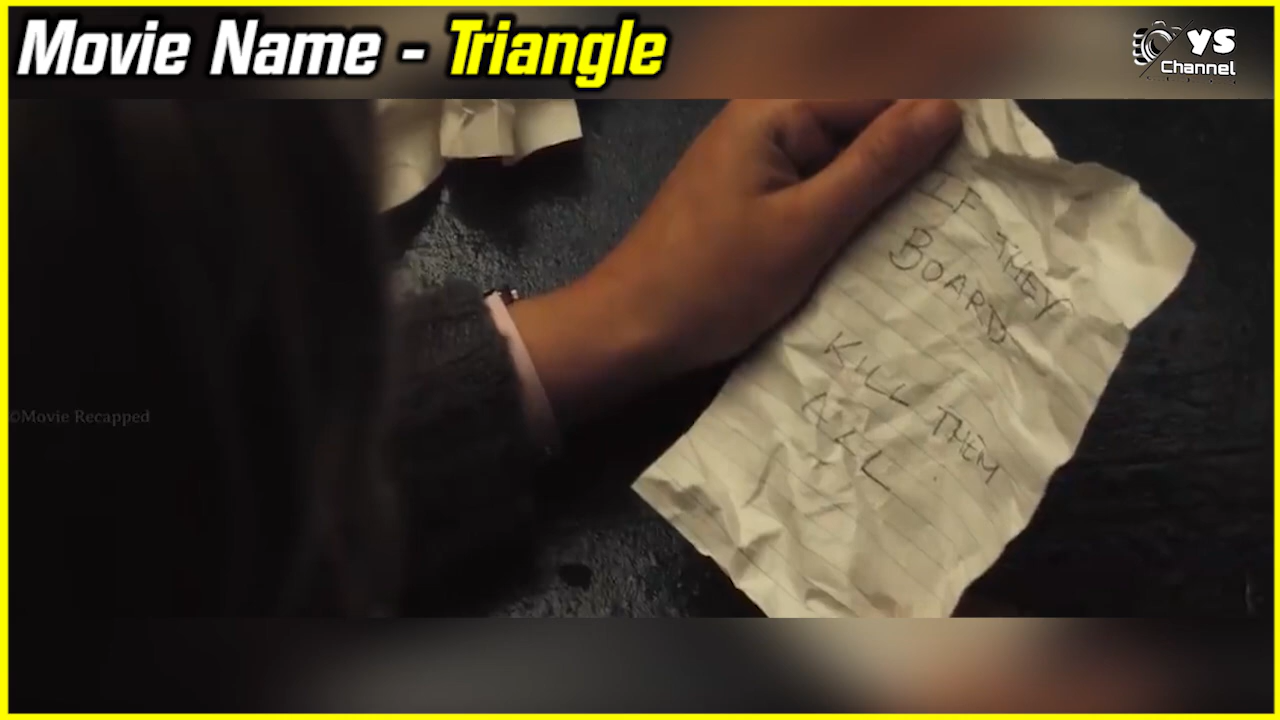 Movie Name - Triangle
ys
Channel
IF THEY
BOARD
KILL THEM
ALL.
©Movie Recapped